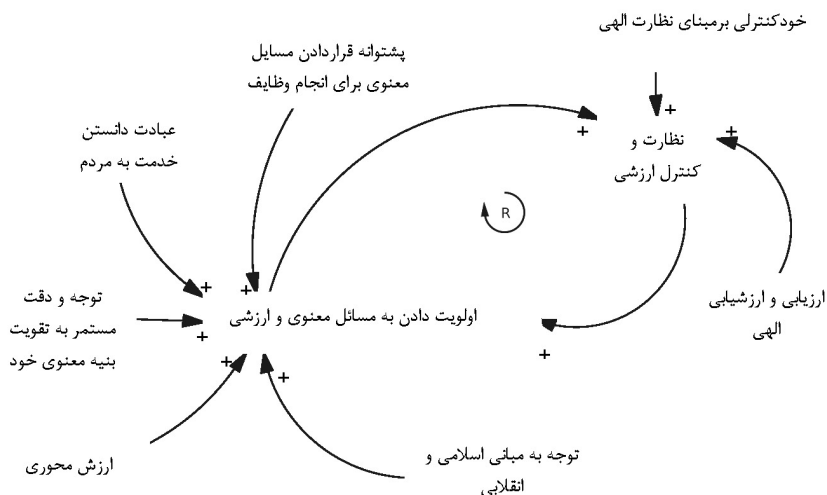 خودکنترلی برمبنای نظارت الهی
پشتوانه قراردادن مسایل
معنوی برای انجام وظایف
+
+
+
نظارت و
کنترل ارزشی
عبادت دانستن
خدمت به مردم
R
ارزیابی و ارزشیابی
الهی
+
+
توجه و دقت
مستمر به تقویت
بنیه معنوی خود
اولویت دادن به مسائل معنوی و ارزشی
+
+
+
+
ارزش محوری
توجه به مبانی اسلامی و
انقلابی